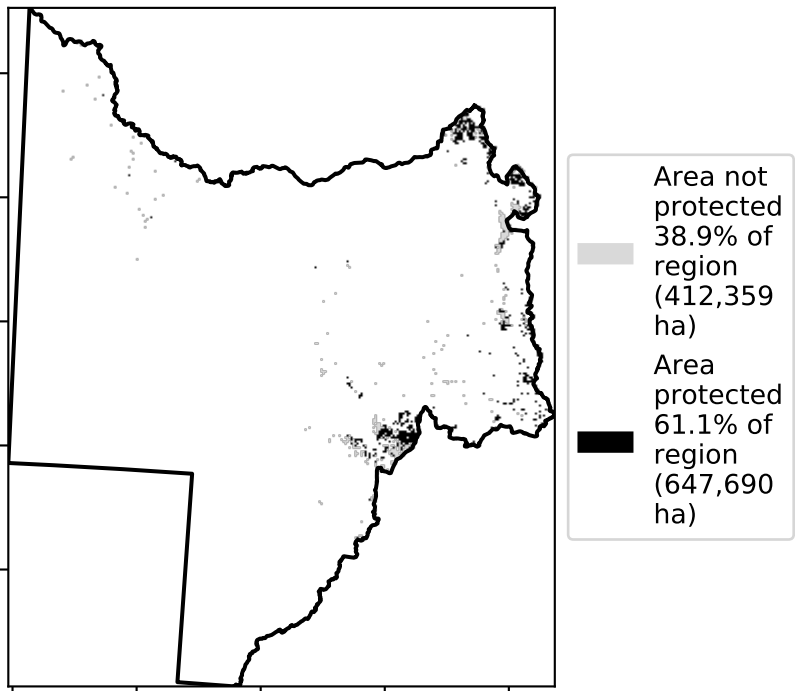 Area not
protected
38.9% of
region
(412,359
ha)
Area
protected
61.1% of
region
(647,690
ha)